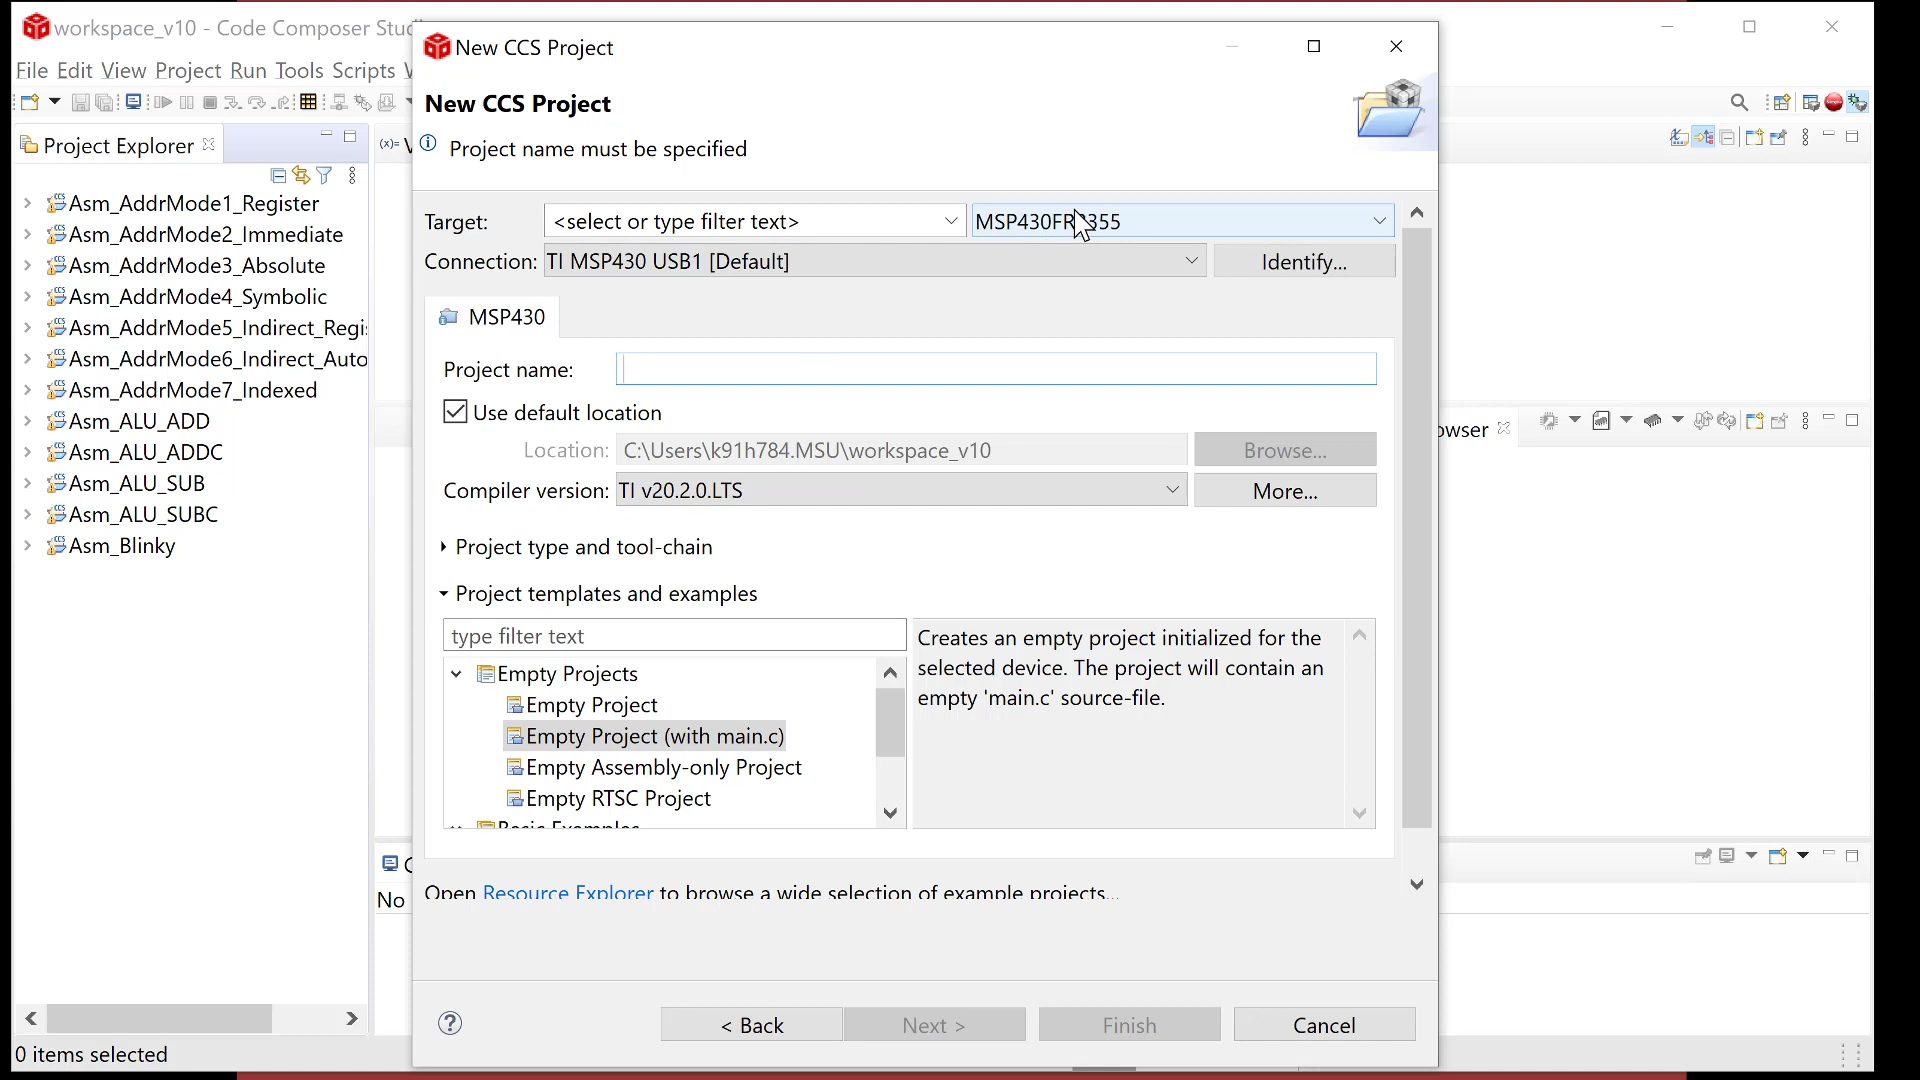 workspace_v10 - Code Composer Stu
File Edit View Project Run Tools Scripts
Project Explorer
Asm_AddrMode1_Register
Asm_AddrMode2_Immediate
Asm_AddrMode3_Absolute
Asm_AddrMode4_Symbolic
Asm_AddrMode5_Indirect_Regi
Asm_AddrMode6_Indirect_Auto
Asm_AddrMode7_Indexed
Asm_ALU_ADD
Asm_ALU_ADDC
Asm_ALU_SUB
Asm_ALU_SUBC
Asm_Blinky
0 items selected
(x)=
No
owser
New CCS Project
New CCS Project
Project name must be specified
Target: <select or type filter text> MSP430FR2355
Connection: TI MSP430 USB1 [Default] Identify...
MSP430
Project name:
Use default location
Location: C:\Users\k91h784.MSU\workspace_v10 Browse...
Compiler version: TI v20.2.0.LTS More...
Project type and tool-chain
Project templates and examples
type filter text
Empty Projects
Empty Project
Empty Project (with main.c)
Empty Assembly-only Project
Empty RTSC Project
Basic Examples
Creates an empty project initialized for the
selected device. The project will contain an
empty 'main.c' source-file.
Open Resource Explorer to browse a wide selection of example projects...
< Back Next > Finish Cancel